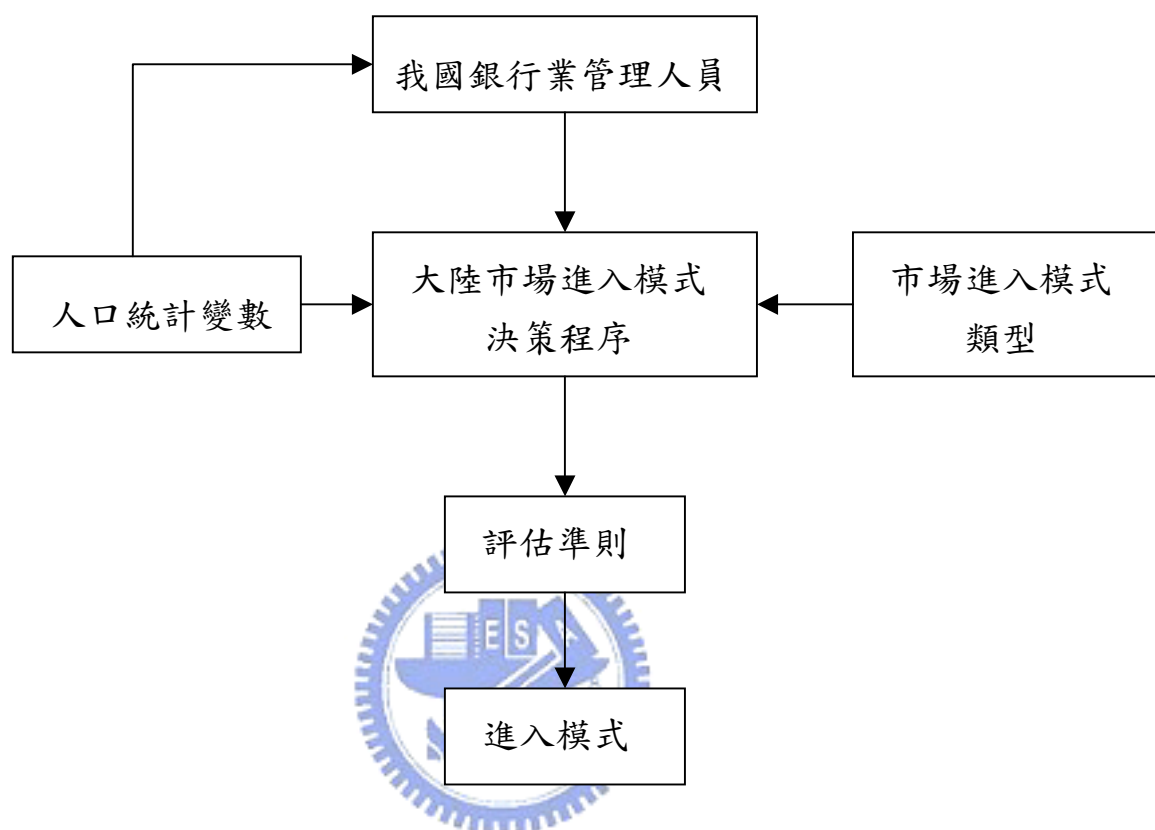 我國銀行業管理人員
人口統計變數
大陸市場進入模式
決策程序
市場進入模式
類型
評估準則
ES
進入模式